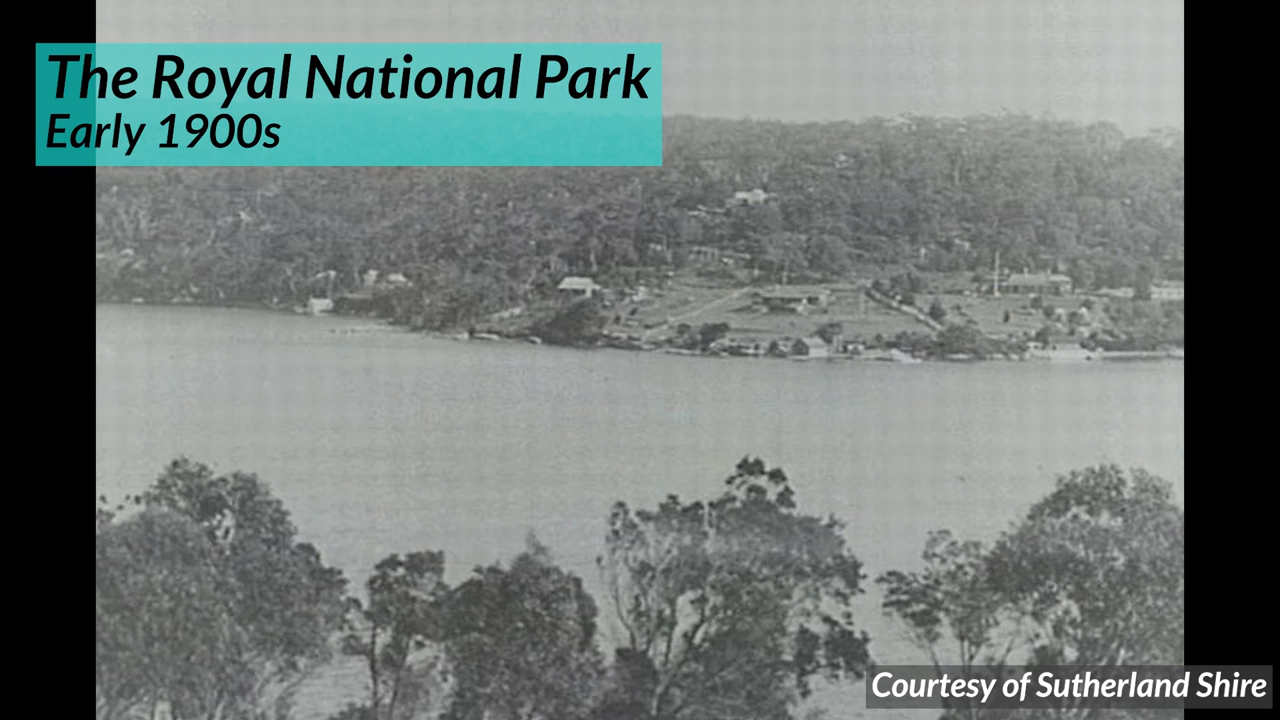 The Royal National Park
Early 1900s
Courtesy of Sutherland Shire